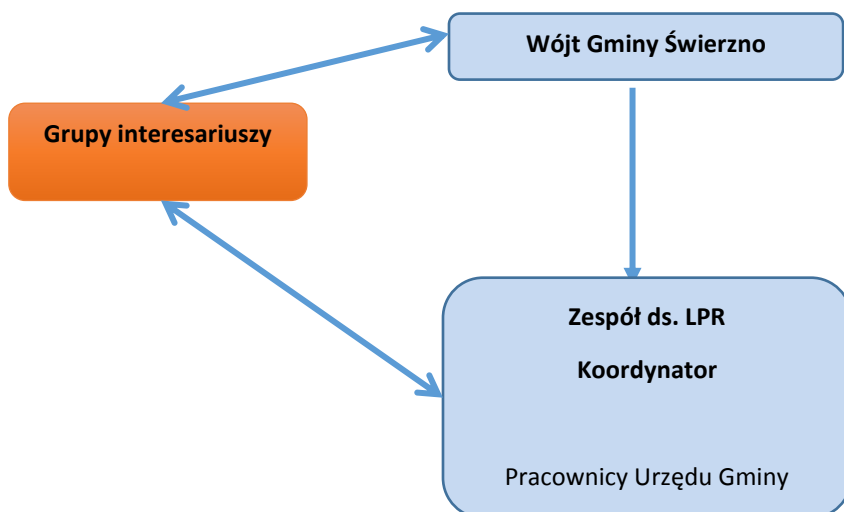 Wójt Gminy Świerzno
Grupy interesariuszy
Zespół ds. LPR
Koordynator
Pracownicy Urzędu Gminy